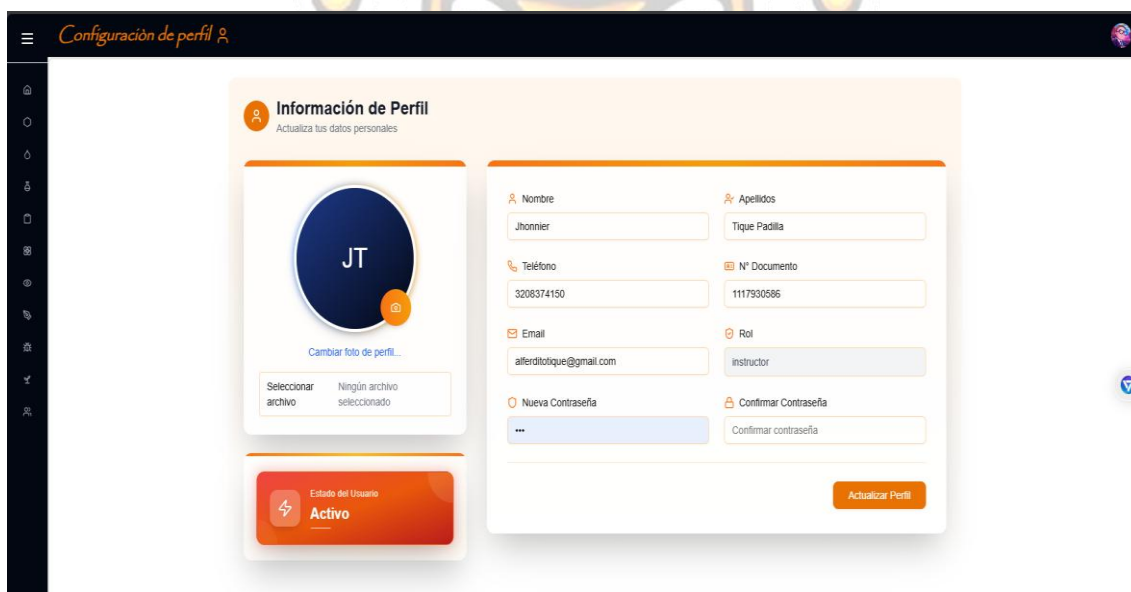 Configuraciòn de perfil
Información de Perfil
Actualiza tus datos personales
JT
Cambiar foto de perfil...
Seleccionar archivo
Ningún archivo seleccionado
Estado del Usuario
Activo
Nombre
Jhonnier
Apellidos
Tique Padilla
Teléfono
3208374150
N° Documento
1117930586
Email
alferditotique@gmail.com
Rol
instructor
Nueva Contraseña
•••
Confirmar Contraseña
Confirmar contraseña
Actualizar Perfil